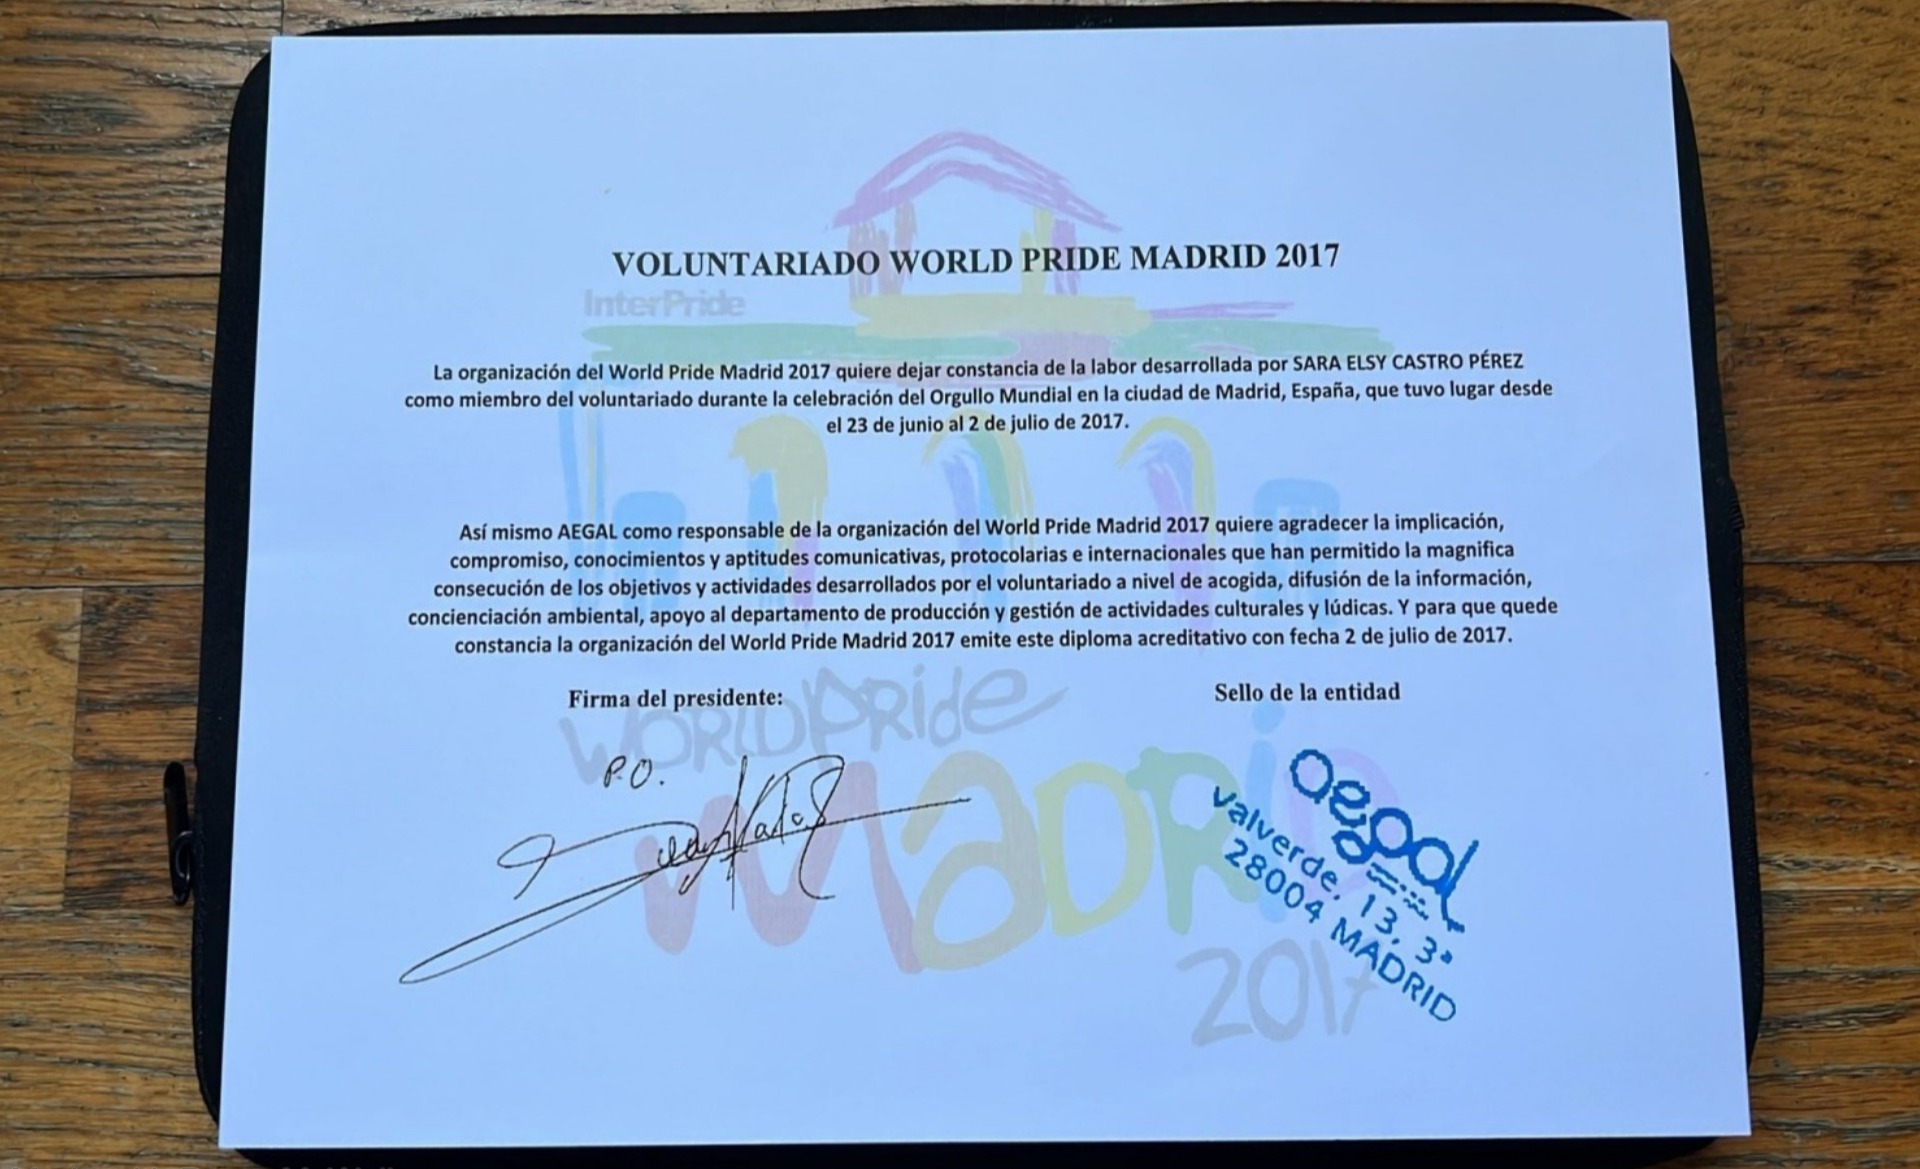 VOLUNTARIADO WORLD PRIDE MADRID 2017
InterPride
La organización del World Pride Madrid 2017 quiere dejar constancia de la labor desarrollada por SARA ELSY CASTRO PÉREZ
como miembro del voluntariado durante la celebración del Orgullo Mundial en la ciudad de Madrid, España, que tuvo lugar desde
el 23 de junio al 2 de julio de 2017.
Así mismo AEGAL como responsable de la organización del World Pride Madrid 2017 quiere agradecer la implicación,
compromiso, conocimientos y aptitudes comunicativas, protocolarias e internacionales que han permitido la magnifica
consecución de los objetivos y actividades desarrollados por el voluntariado a nivel de acogida, difusión de la información,
concienciación ambiental, apoyo al departamento de producción y gestión de actividades culturales y lúdicas. Y para que quede
constancia la organización del World Pride Madrid 2017 emite este diploma acreditativo con fecha 2 de julio de 2017.
Firma del presidente:
Sello de la entidad
WORLDPRide
MaDRiD
2017
P.O.
aegal
Valverde, 13, 3º
28004 MADRID